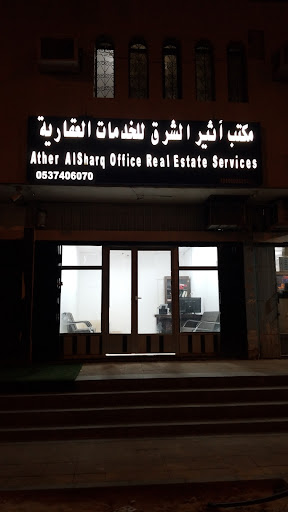 مكتب أثير الشرق للخدمات العقارية
Ather AlSharq Office Real Estate Services
0537406070